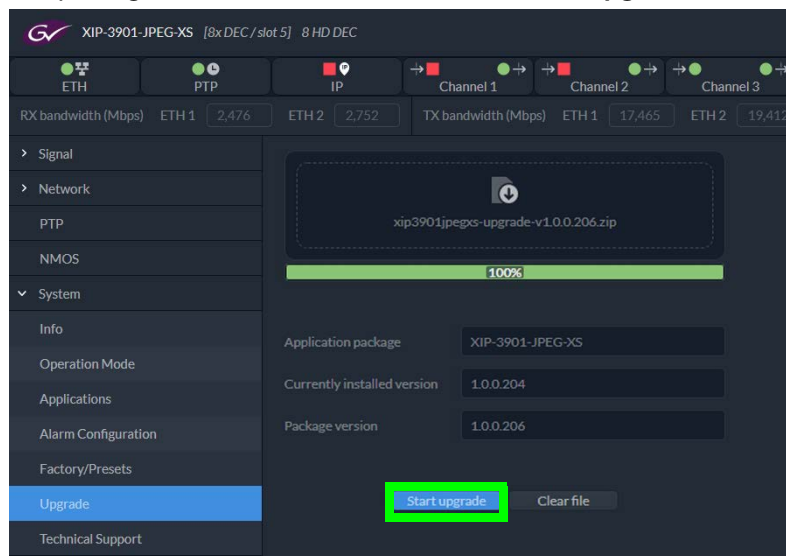 GV XIP-3901-JPEG-XS [8x DEC / slot 5] 8 HD DEC
ETH PTP IP Channel 1 Channel 2 Channel 3
RX bandwidth (Mbps) ETH 1 2,476 ETH 2 2,752 TX bandwidth (Mbps) ETH 1 17,465 ETH 2 19,412
Signal
Network
PTP
NMOS
System
Info
Operation Mode
Applications
Alarm Configuration
Factory/Presets
Upgrade
Technical Support
xip3901jpegxs-upgrade-v1.0.0.206.zip
100%
Application package XIP-3901-JPEG-XS
Currently installed version 1.0.0.204
Package version 1.0.0.206
Start upgrade Clear file